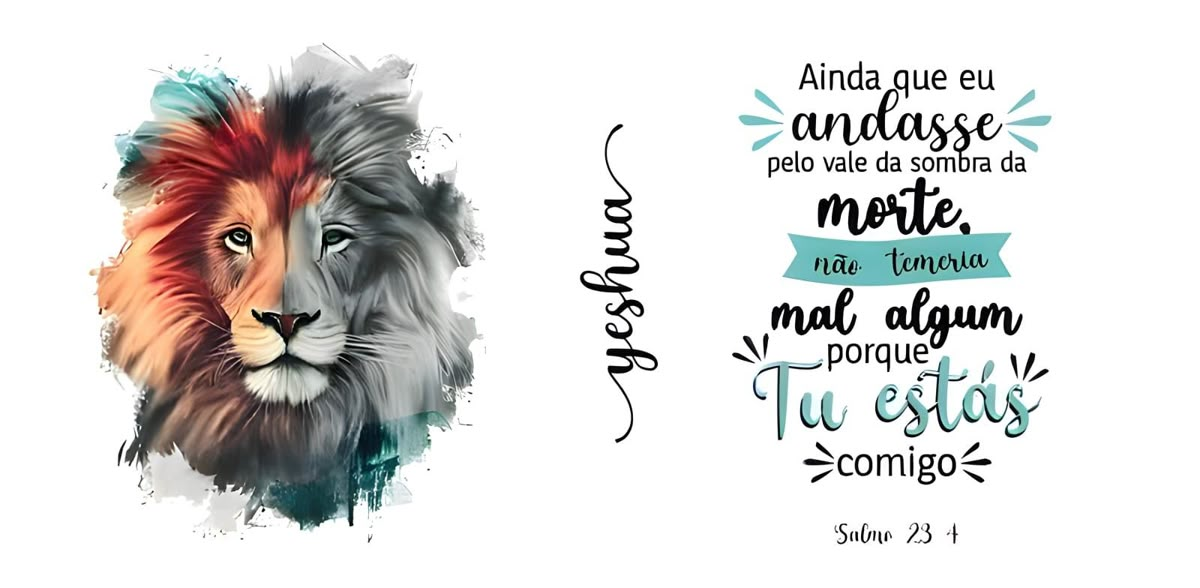 yeshua
Ainda que eu
andasse
pelo vale da sombra da
morte,
não temeria
mal algum
porque
Tu estás
comigo
Salmo 23 4